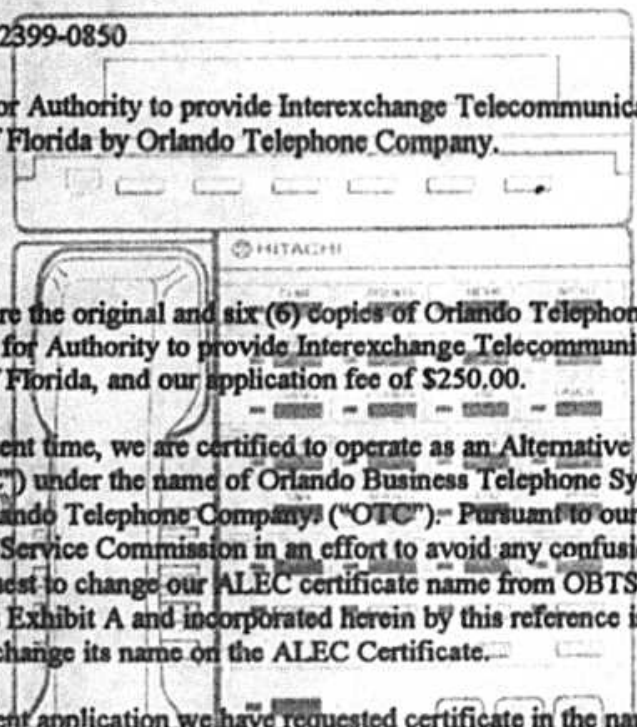 2399-0850
or Authority to provide Interexchange Telecommunic
f Florida by Orlando Telephone Company.
HITACHI
re the original and six (6) copies of Orlando Telephon
for Authority to provide Interexchange Telecommuni
f Florida, and our application fee of $250.00.
ent time, we are certified to operate as an Alternative
") under the name of Orlando Business Telephone Sy
ando Telephone Company. ("OTC"). Pursuant to our
Service Commission in an effort to avoid any confusi
uest to change our ALEC certificate name from OBTS
Exhibit A and incorporated herein by this reference i
change its name on the ALEC Certificate.
ent application we have requested certificate in the na